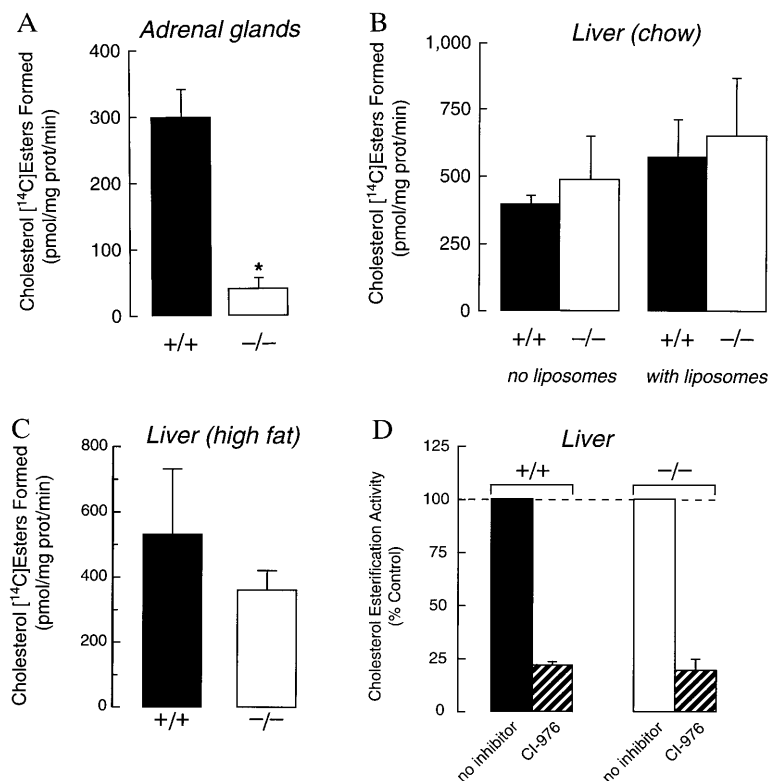 A
Adrenal glands
Cholesterol [¹⁴C]Esters Formed
(pmol/mg prot/min)
400
300
200
100
0
*
+/+
−/−
B
Liver (chow)
Cholesterol [¹⁴C]Esters Formed
(pmol/mg prot/min)
1,000
750
500
250
0
+/+ −/− +/+ −/−
no liposomes with liposomes
C
Liver (high fat)
Cholesterol [¹⁴C]Esters Formed
(pmol/mg prot/min)
800
600
400
200
0
+/+ −/−
D
Liver
Cholesterol Esterification Activity
(% Control)
125
100
75
50
25
0
+/+ −/−
no inhibitor
CI-976
no inhibitor
CI-976